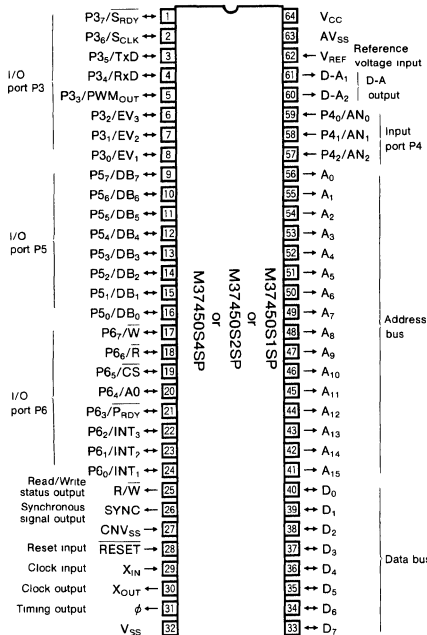 I/O
port P3
P3₇/S̅R̅D̅Y̅ ↔ 1
P3₆/SCLK ↔ 2
P3₅/TxD ↔ 3
P3₄/RxD ↔ 4
P3₃/PWMOUT ↔ 5
P3₂/EV₃ ↔ 6
P3₁/EV₂ ↔ 7
P3₀/EV₁ ↔ 8
I/O
port P5
P5₇/DB₇ ↔ 9
P5₆/DB₆ ↔ 10
P5₅/DB₅ ↔ 11
P5₄/DB₄ ↔ 12
P5₃/DB₃ ↔ 13
P5₂/DB₂ ↔ 14
P5₁/DB₁ ↔ 15
P5₀/DB₀ ↔ 16
I/O
port P6
P6₇/W̅ ↔ 17
P6₆/R̅ ↔ 18
P6₅/C̅S̅ ↔ 19
P6₄/A0 ↔ 20
P6₃/P̅R̅D̅Y̅ ↔ 21
P6₂/INT₃ ↔ 22
P6₁/INT₂ ↔ 23
P6₀/INT₁ ↔ 24
Read/Write
status output
R/W̅ ← 25
Synchronous
signal output
SYNC ← 26
CNVSS → 27
Reset input R̅E̅S̅E̅T̅ → 28
Clock input XIN → 29
Clock output XOUT ← 30
Timing output ϕ ← 31
VSS 32
M37450S1SP
or
M37450S2SP
or
M37450S4SP
64 VCC
63 AVSS
62 ← VREF Reference
voltage input
61 → D-A₁
60 → D-A₂
D-A
output
59 ← P4₀/AN₀
58 ← P4₁/AN₁
57 ← P4₂/AN₂
Input
port P4
56 → A₀
55 → A₁
54 → A₂
53 → A₃
52 → A₄
51 → A₅
50 → A₆
49 → A₇
48 → A₈
47 → A₉
46 → A₁₀
45 → A₁₁
44 → A₁₂
43 → A₁₃
42 → A₁₄
41 → A₁₅
Address
bus
40 ↔ D₀
39 ↔ D₁
38 ↔ D₂
37 ↔ D₃
36 ↔ D₄
35 ↔ D₅
34 ↔ D₆
33 ↔ D₇
Data bus